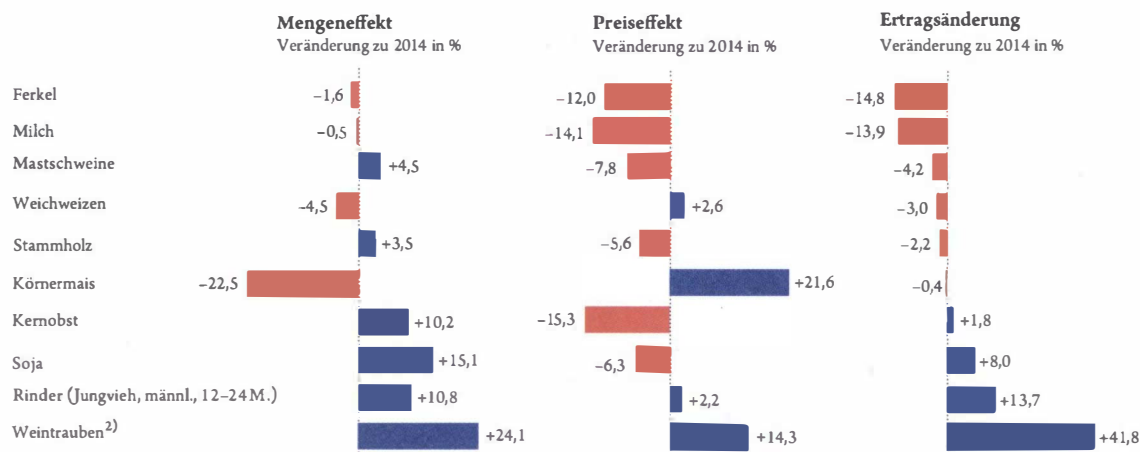 Mengeneffekt Preiseffekt Ertragsänderung
Veränderung zu 2014 in % Veränderung zu 2014 in % Veränderung zu 2014 in %
Ferkel –1,6 –12,0 –14,8
Milch –0,5 –14,1 –13,9
Mastschweine +4,5 –7,8 –4,2
Weichweizen –4,5 +2,6 –3,0
Stammholz +3,5 –5,6 –2,2
Körnermais –22,5 +21,6 –0,4
Kernobst +10,2 –15,3 +1,8
Soja +15,1 –6,3 +8,0
Rinder (Jungvieh, männl., 12–24 M.) +10,8 +2,2 +13,7
Weintrauben2) +24,1 +14,3 +41,8